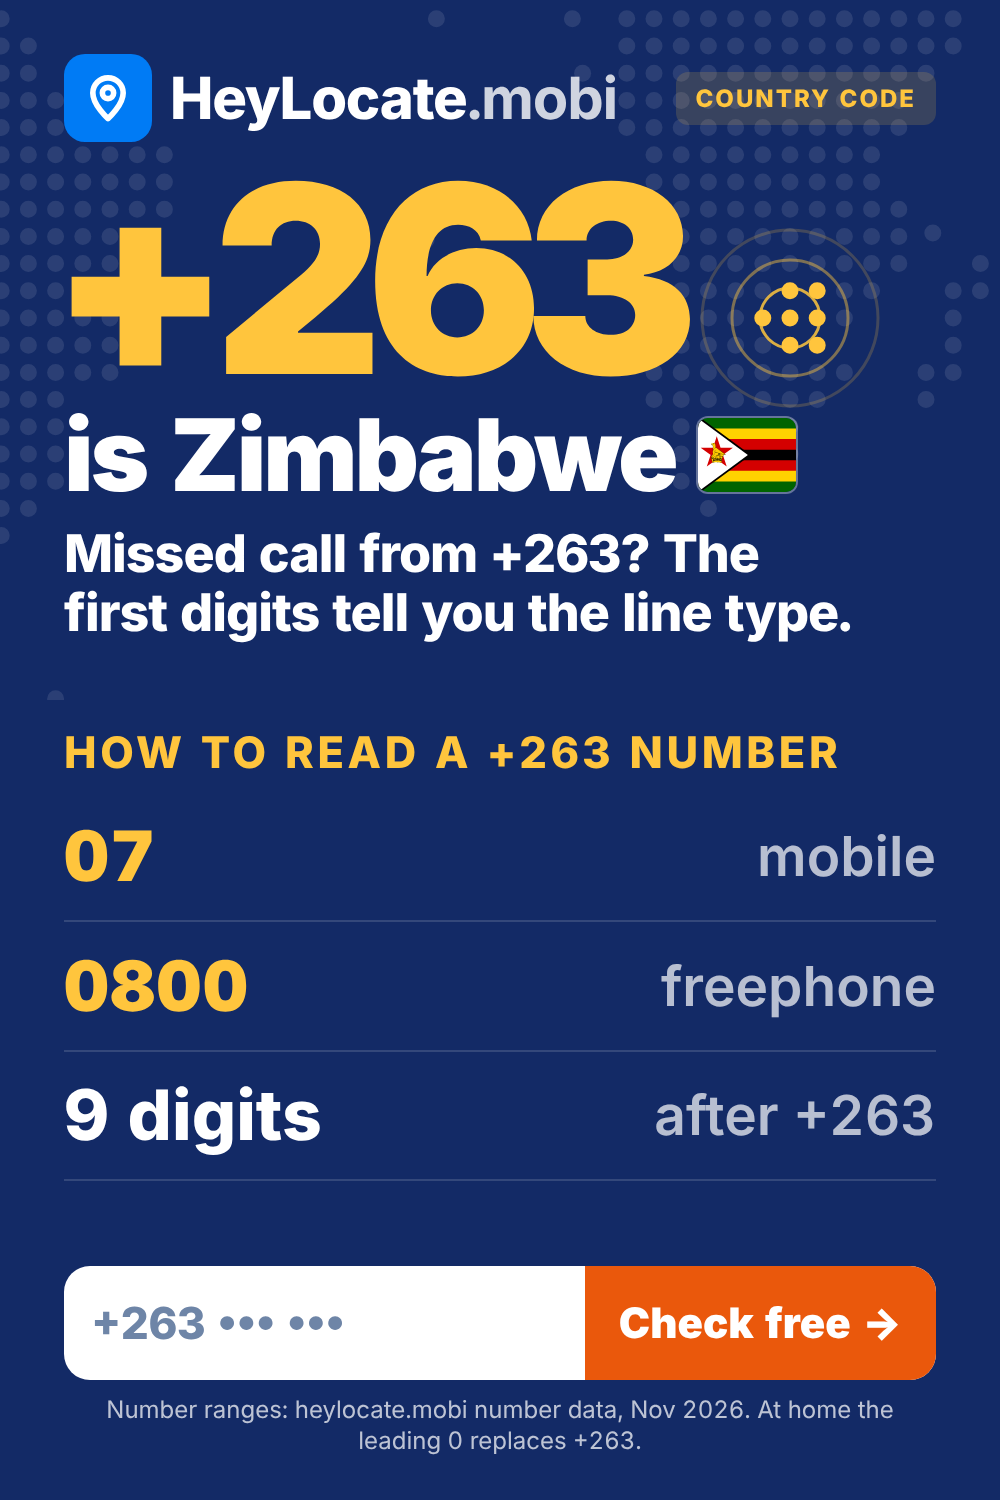 HeyLocate.mobi
COUNTRY CODE
+263
is Zimbabwe
Missed call from +263? The
first digits tell you the line type.
HOW TO READ A +263 NUMBER
07 mobile
0800 freephone
9 digits after +263
+263 ••• •••
Check free →
Number ranges: heylocate.mobi number data, Nov 2026. At home the
leading 0 replaces +263.